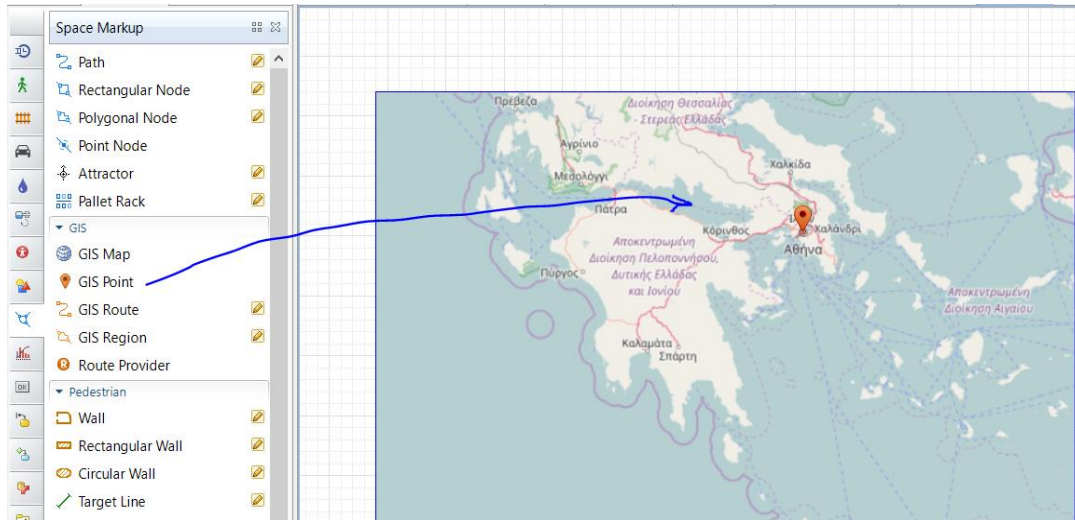 Space Markup
Path
Rectangular Node
Polygonal Node
Point Node
Attractor
Pallet Rack
GIS
GIS Map
GIS Point
GIS Route
GIS Region
Route Provider
Pedestrian
Wall
Rectangular Wall
Circular Wall
Target Line
OK
Πρέβεζα
Διοίκηση Θεσσαλίας
- Στερεάς Ελλάδας
Αγρίνιο
Μεσολόγγι
Χαλκίδα
Πάτρα
Κόρινθος
Χαλάνδρι
Αθήνα
Αποκεντρωμένη
Διοίκηση Πελοποννήσου,
Δυτικής Ελλάδας
και Ιονίου
Πύργος
Αποκεντρωμένη
Διοίκηση Αιγαίου
Καλαμάτα
Σπάρτη